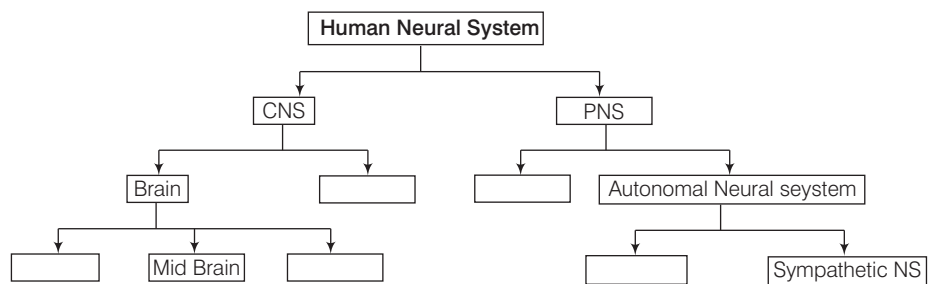 Human Neural System
CNS
PNS
Brain
Autonomal Neural seystem
Mid Brain
Sympathetic NS